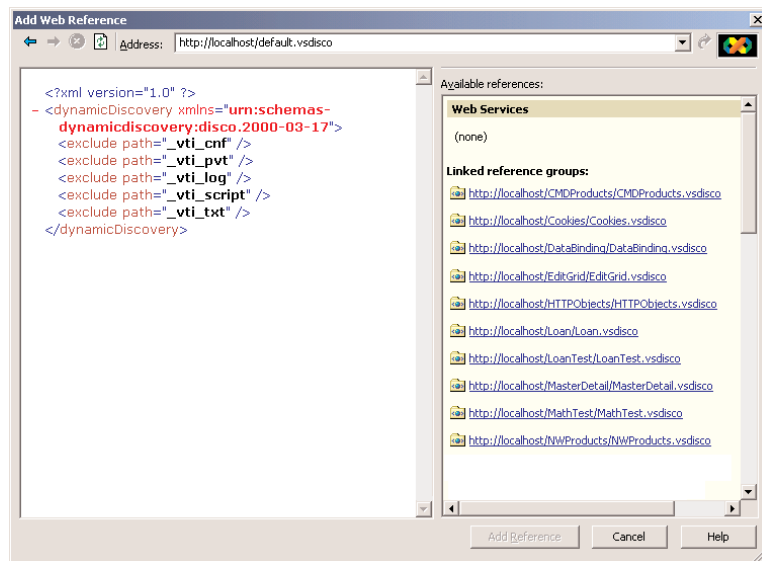 Add Web Reference
Address: http://localhost/default.vsdisco
<?xml version="1.0" ?>
- <dynamicDiscovery xmlns="urn:schemas-
dynamicdiscovery:disco.2000-03-17">
<exclude path="_vti_cnf" />
<exclude path="_vti_pvt" />
<exclude path="_vti_log" />
<exclude path="_vti_script" />
<exclude path="_vti_txt" />
</dynamicDiscovery>
Available references:
Web Services
(none)
Linked reference groups:
http://localhost/CMDProducts/CMDProducts.vsdisco
http://localhost/Cookies/Cookies.vsdisco
http://localhost/DataBinding/DataBinding.vsdisco
http://localhost/EditGrid/EditGrid.vsdisco
http://localhost/HTTPObjects/HTTPObjects.vsdisco
http://localhost/Loan/Loan.vsdisco
http://localhost/LoanTest/LoanTest.vsdisco
http://localhost/MasterDetail/MasterDetail.vsdisco
http://localhost/MathTest/MathTest.vsdisco
http://localhost/NWProducts/NWProducts.vsdisco
Add Reference
Cancel
Help